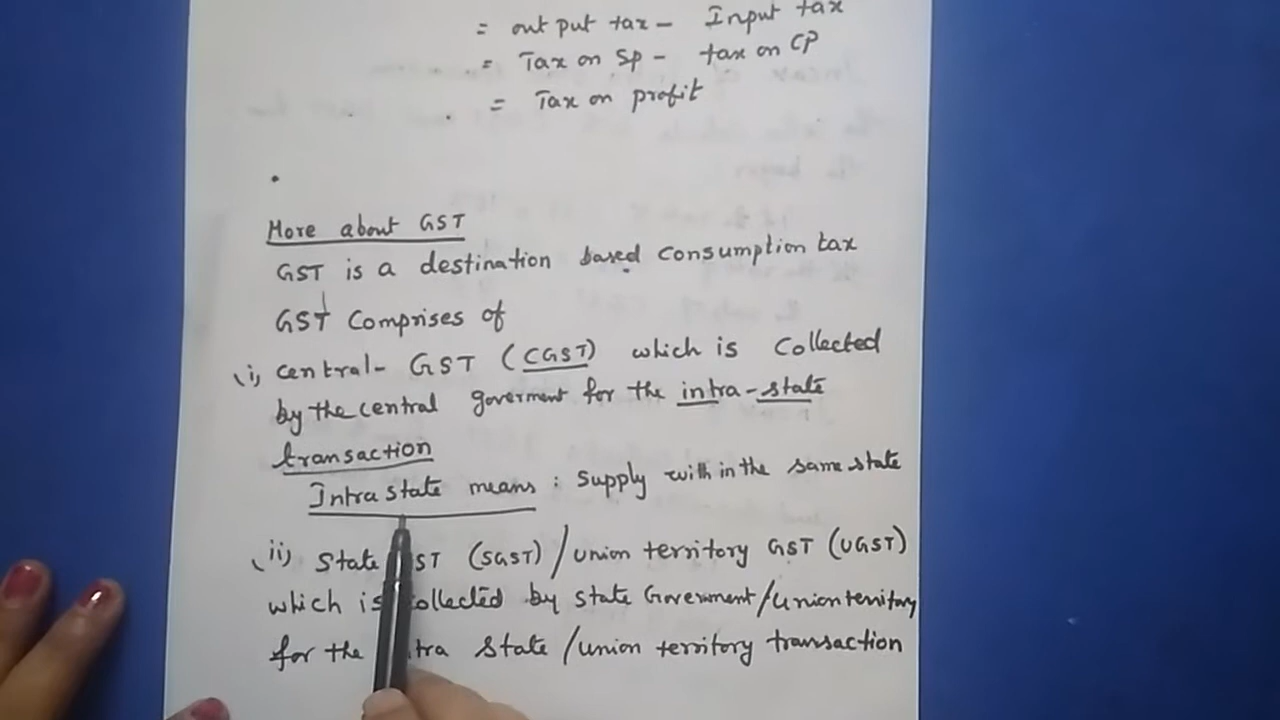 = out put tax - Input tax
= Tax on SP - tax on CP
= Tax on profit
More about GST
GST is a destination based consumption tax
GST comprises of
(i) central- GST (CGST) which is collected
by the central goverment for the intra-state
transaction
Intra state means : Supply with in the same state
(ii) State GST (SGST) / union territory GST (UGST)
which is collected by state Goverment/union territory
for the intra State /union territory transaction